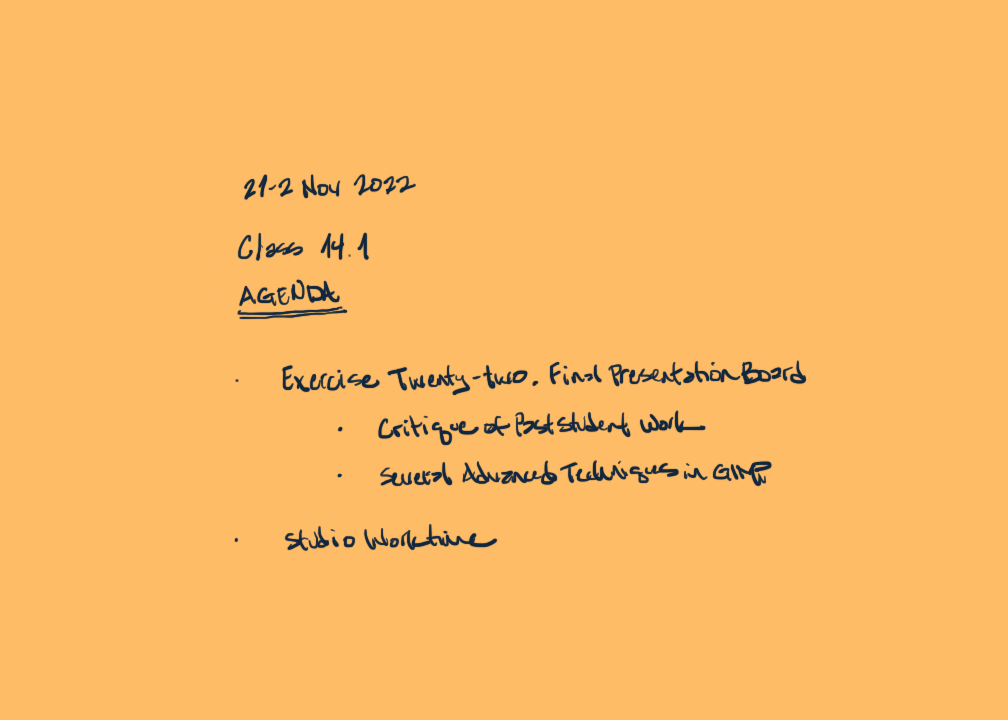 21-2 Nov 2022
Class 14.1
AGENDA
· Exercise Twenty-two. Final Presentation Board
· Critique of Past Student Work
· Several Advanced Techniques in GIMP
· Studio Worktime